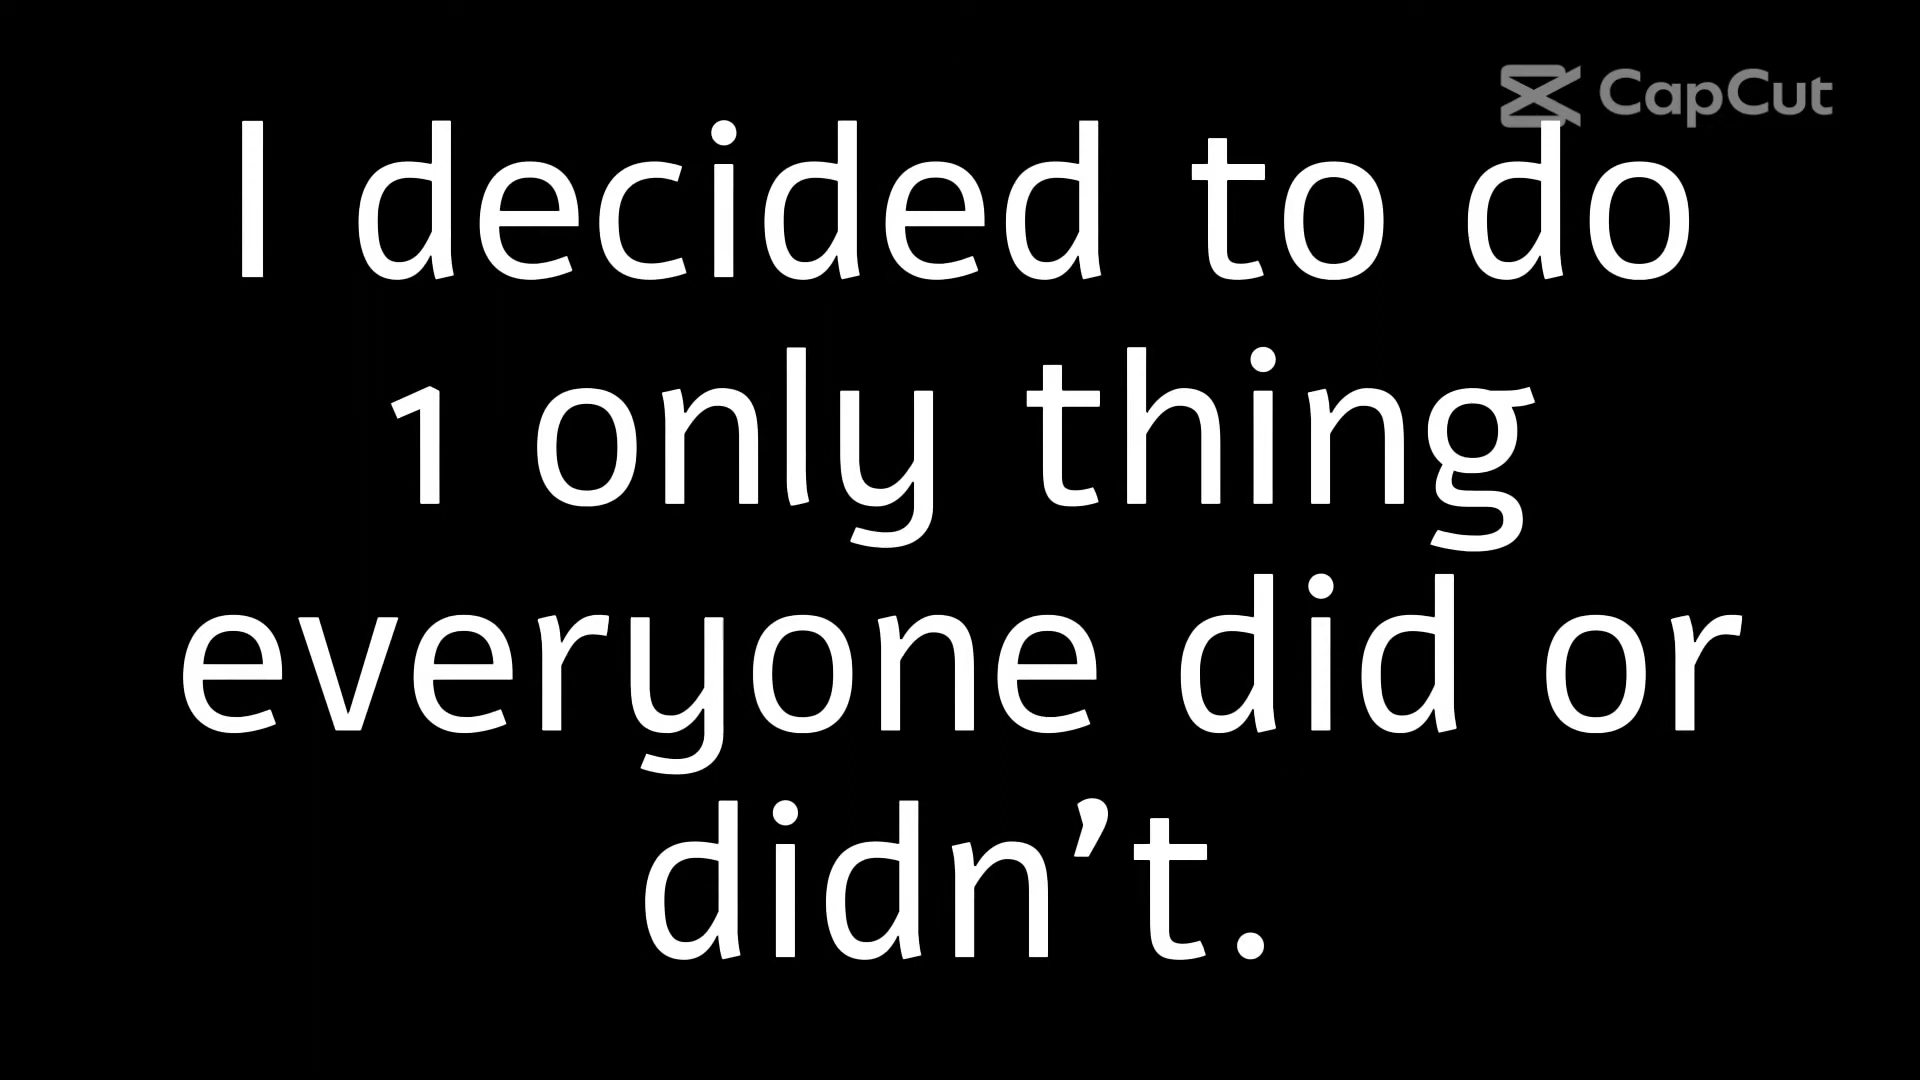 CapCut
I decided to do
1 only thing
everyone did or
didn’t.